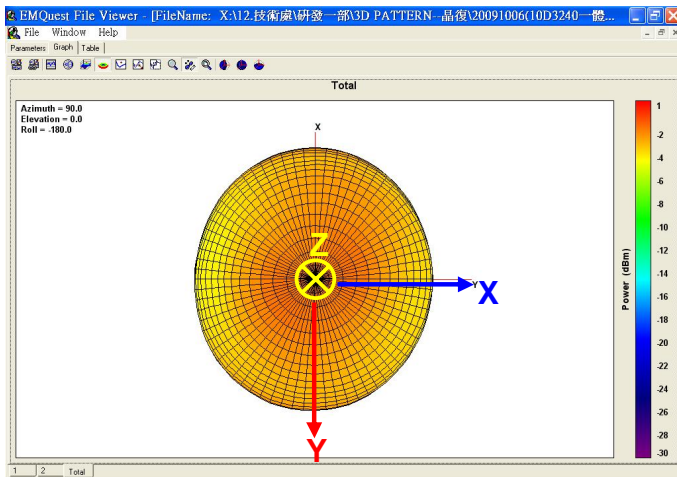 EMQuest File Viewer - [FileName: X:\12.技術處\研發一部\3D PATTERN--晶復\20091006(10D3240一體...
File Window Help
Parameters Graph Table
Total
Azimuth = 90.0
Elevation = 0.0
Roll = -180.0
X
Z
Y
X
Y
1
-2
-4
-6
-8
-10
-12
-14
-16
-18
-20
-22
-24
-26
-28
-30
Power (dBm)
1 2 Total